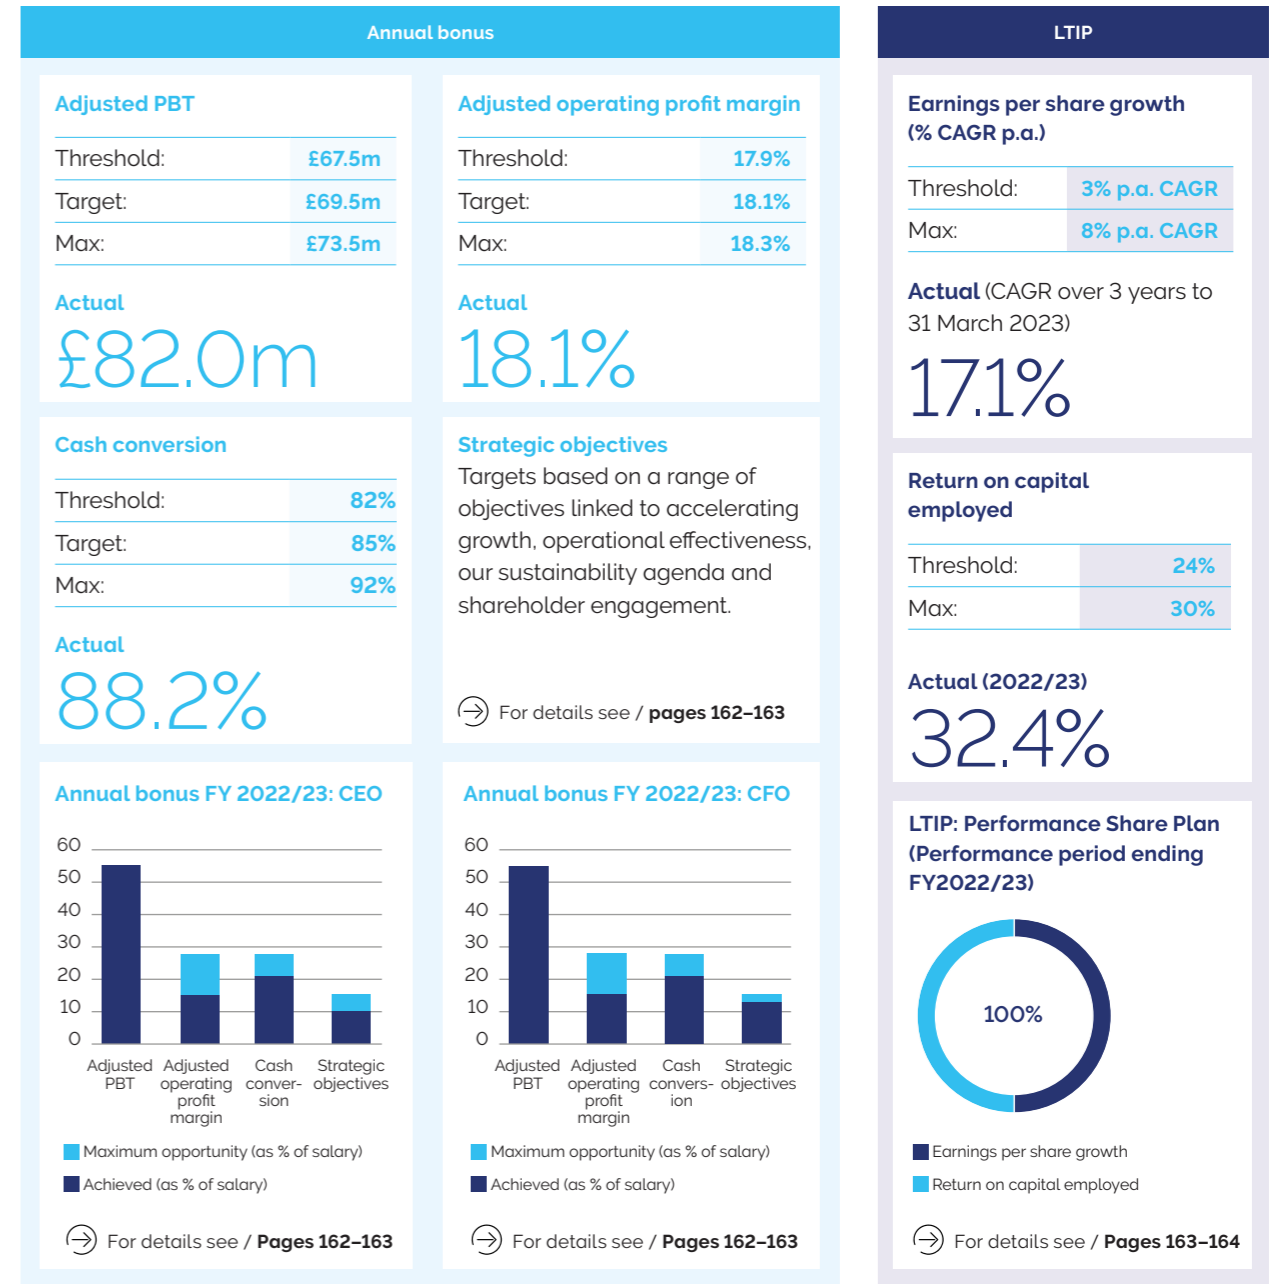 Annual bonus
Adjusted PBT
Threshold: £67.5m
Target: £69.5m
Max: £73.5m
Actual
£82.0m
Adjusted operating profit margin
Threshold: 17.9%
Target: 18.1%
Max: 18.3%
Actual
18.1%
Cash conversion
Threshold: 82%
Target: 85%
Max: 92%
Actual
88.2%
Strategic objectives
Targets based on a range of
objectives linked to accelerating
growth, operational effectiveness,
our sustainability agenda and
shareholder engagement.
For details see / pages 162–163
Annual bonus FY 2022/23: CEO
60
50
40
30
20
10
0
Adjusted PBT
Adjusted operating profit margin
Cash conver-sion
Strategic objectives
Maximum opportunity (as % of salary)
Achieved (as % of salary)
For details see / Pages 162–163
Annual bonus FY 2022/23: CFO
60
50
40
30
20
10
0
Adjusted PBT
Adjusted operating profit margin
Cash convers-ion
Strategic objectives
Maximum opportunity (as % of salary)
Achieved (as % of salary)
For details see / Pages 162–163
LTIP
Earnings per share growth
(% CAGR p.a.)
Threshold: 3% p.a. CAGR
Max: 8% p.a. CAGR
Actual (CAGR over 3 years to
31 March 2023)
17.1%
Return on capital
employed
Threshold: 24%
Max: 30%
Actual (2022/23)
32.4%
LTIP: Performance Share Plan
(Performance period ending
FY2022/23)
100%
Earnings per share growth
Return on capital employed
For details see / Pages 163–164